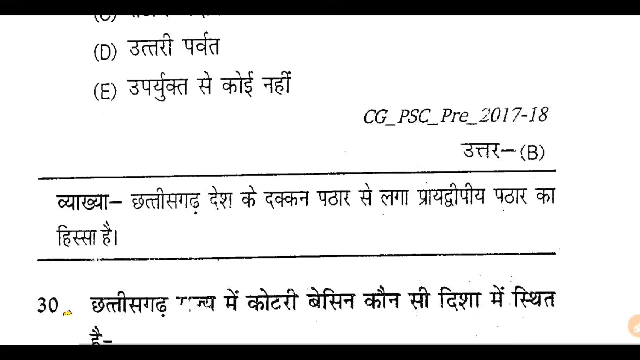 (D) उत्तरी पर्वत
(E) उपर्युक्त से कोई नहीं
CG_PSC_Pre_2017-18
उत्तर– (B)
व्याख्या– छत्तीसगढ़ देश के दक्कन पठार से लगा प्रायद्वीपीय पठार का
हिस्सा है।
30 छत्तीसगढ़ में कोटरी बेसिन कौन सी दिशा में स्थित
है–